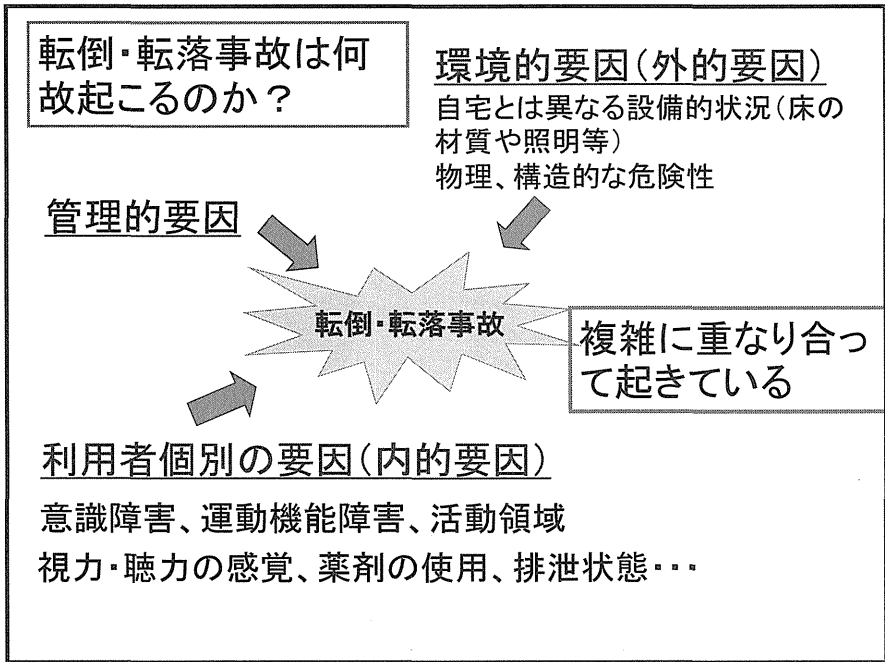 転倒・転落事故は何
故起こるのか？
環境的要因（外的要因）
自宅とは異なる設備的状況（床の
材質や照明等）
物理、構造的な危険性
管理的要因
転倒・転落事故
複雑に重なり合っ
て起きている
利用者個別の要因（内的要因）
意識障害、運動機能障害、活動領域
視力・聴力の感覚、薬剤の使用、排泄状態・・・